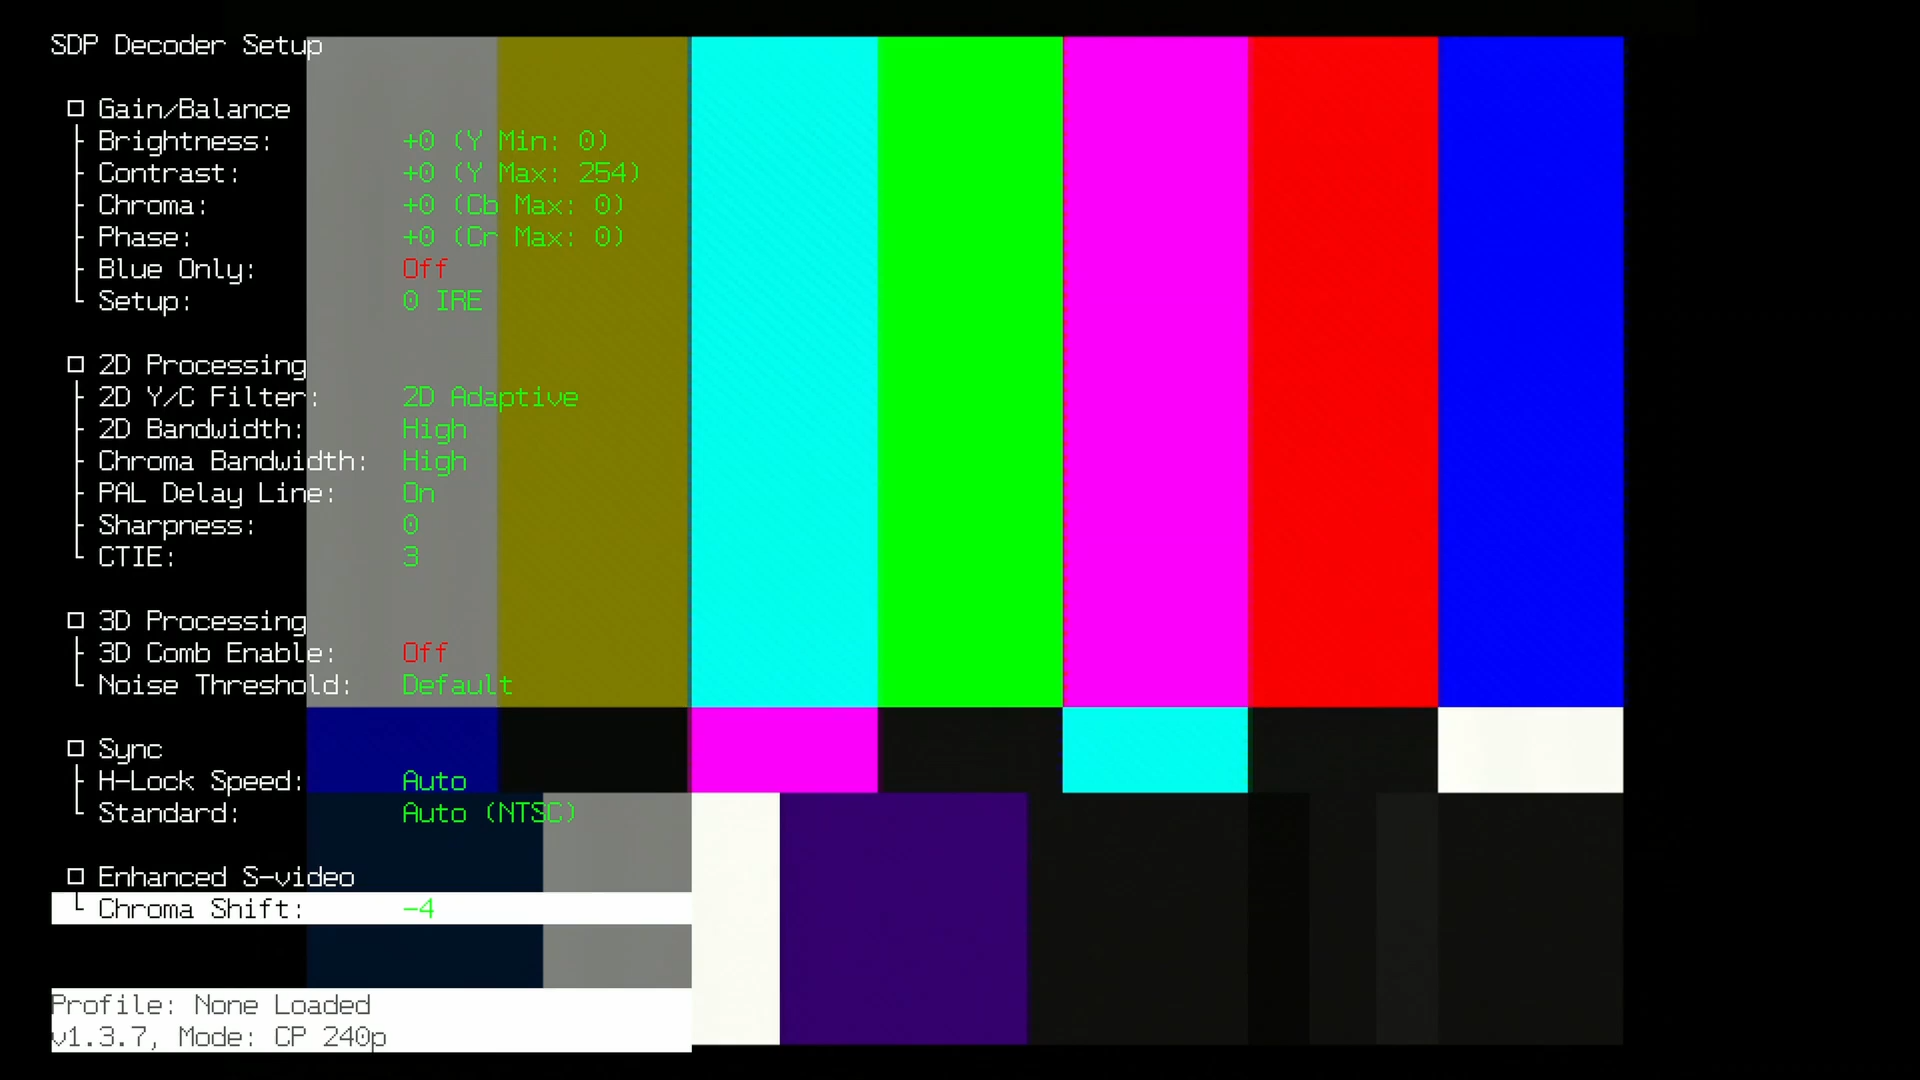 SDP Decoder Setup
Gain/Balance
Brightness: +0 (Y Min: 0)
Contrast: +0 (Y Max: 254)
Chroma: +0 (Cb Max: 0)
Phase: +0 (Cr Max: 0)
Blue Only: Off
Setup: 0 IRE
2D Processing
2D Y/C Filter: 2D Adaptive
2D Bandwidth: High
Chroma Bandwidth: High
PAL Delay Line: On
Sharpness: 0
CTIE: 3
3D Processing
3D Comb Enable: Off
Noise Threshold: Default
Sync
H-Lock Speed: Auto
Standard: Auto (NTSC)
Enhanced S-video
Chroma Shift: -4
Profile: None Loaded
v1.3.7, Mode: CP 240p